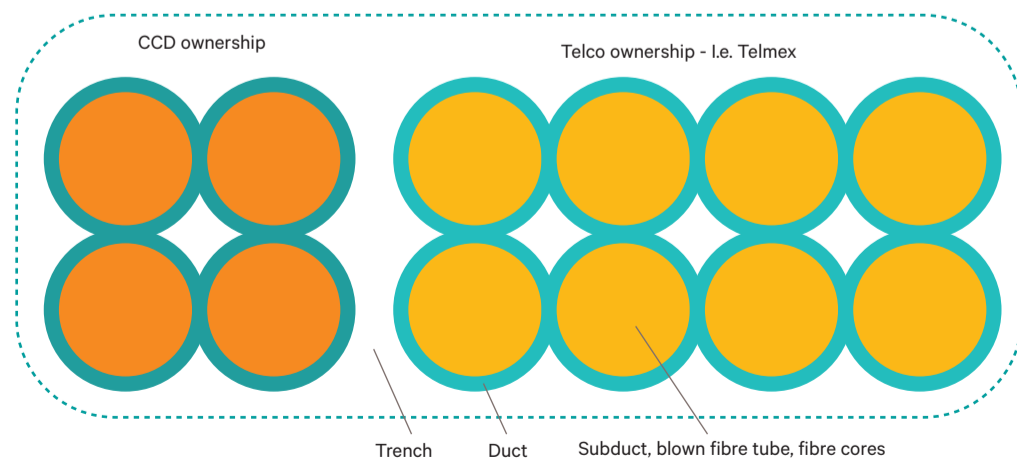 CCD ownership
Telco ownership - I.e. Telmex
Trench
Duct
Subduct, blown fibre tube, fibre cores